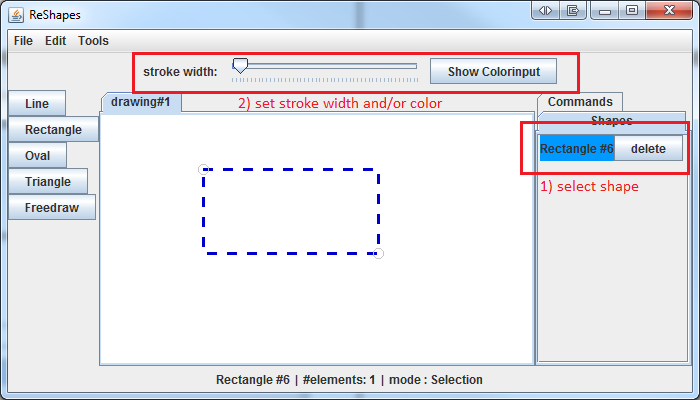 ReShapes
File Edit Tools
stroke width: Show Colorinput
Line
drawing#1
2) set stroke width and/or color
Commands
Rectangle
Shapes
Oval
Rectangle #6 delete
Triangle
1) select shape
Freedraw
Rectangle #6 | #elements: 1 | mode : Selection